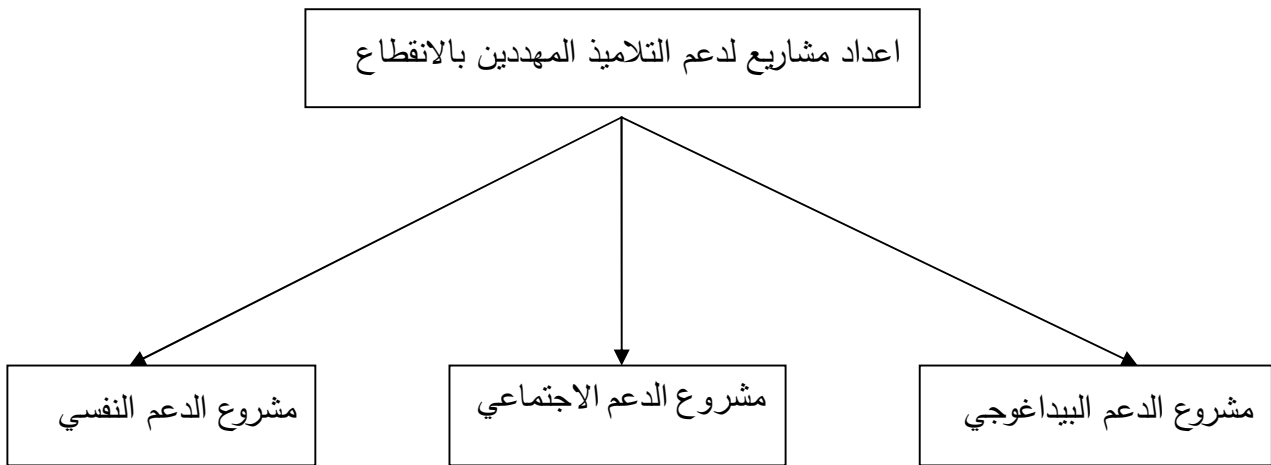 اعداد مشاريع لدعم التلاميذ المهددين بالانقطاع
مشروع الدعم البيداغوجي
مشروع الدعم الاجتماعي
مشروع الدعم النفسي